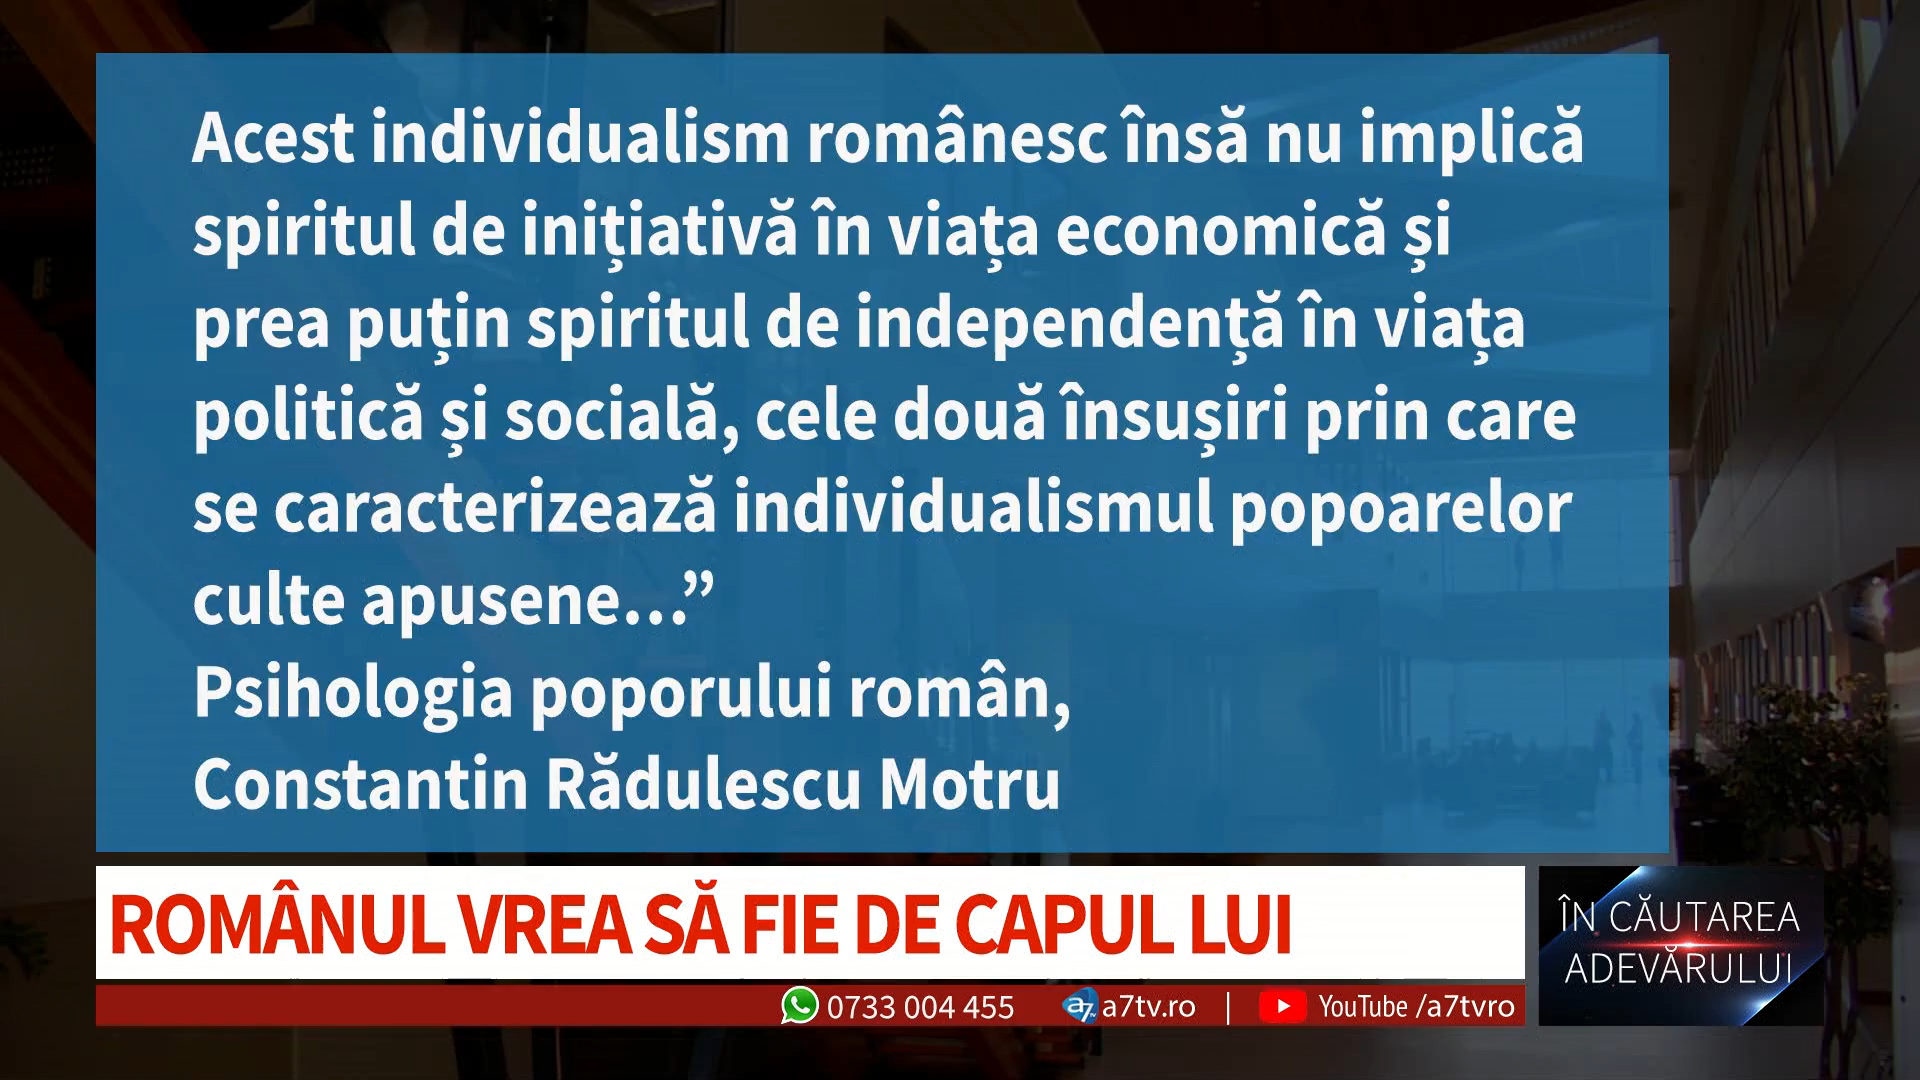 Acest individualism românesc însă nu implică
spiritul de inițiativă în viața economică și
prea puțin spiritul de independență în viața
politică și socială, cele două însușiri prin care
se caracterizează individualismul popoarelor
culte apusene...”
Psihologia poporului român,
Constantin Rădulescu Motru
ROMÂNUL VREA SĂ FIE DE CAPUL LUI
ÎN CĂUTAREA
ADEVĂRULUI
0733 004 455 a7 a7tv.ro | YouTube /a7tvro